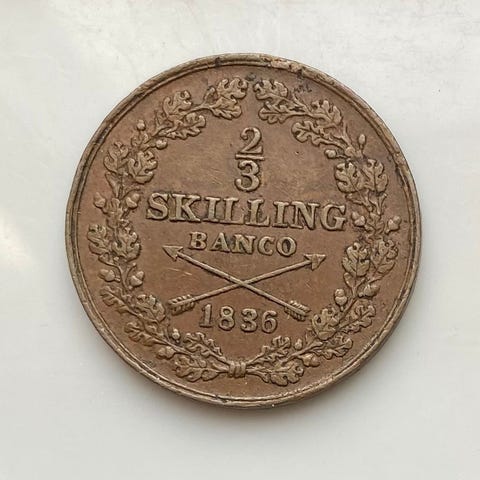 2/3
SKILLING
BANCO
1836